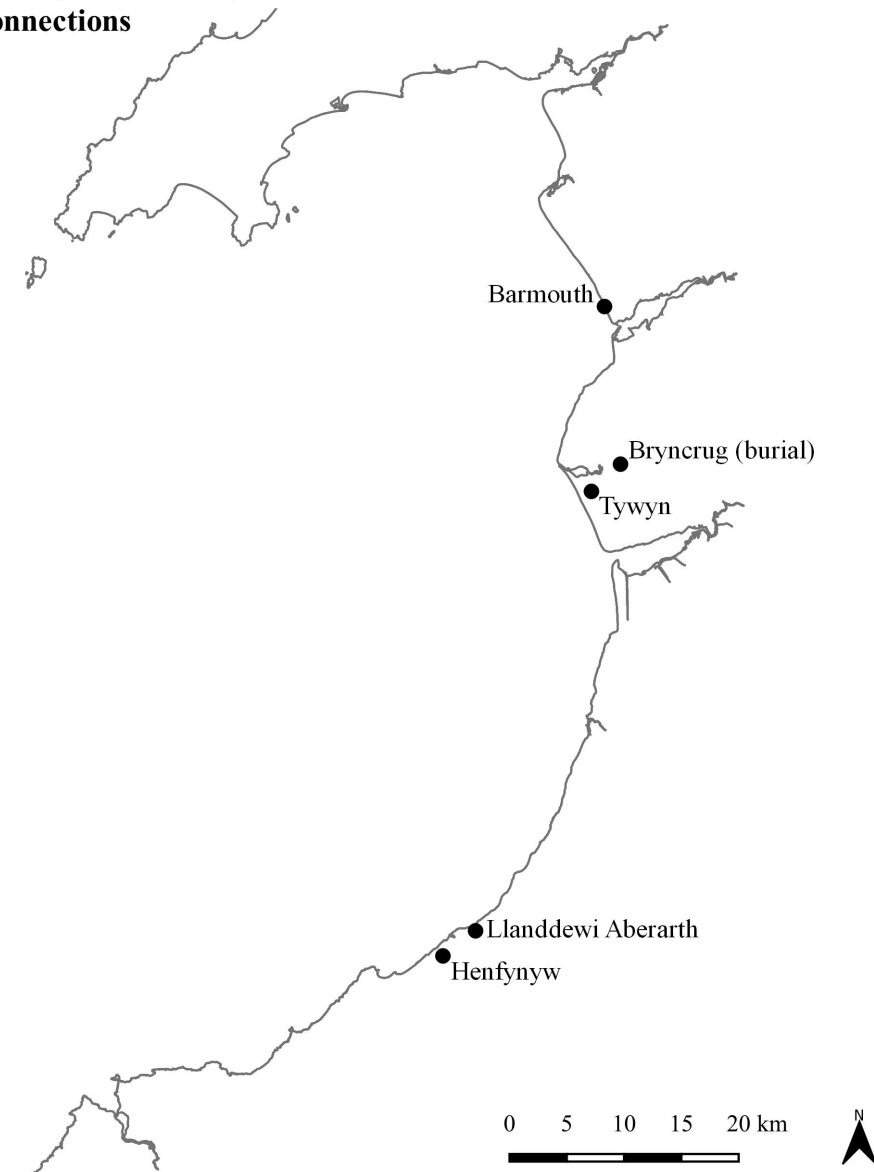 onnections
Barmouth
Bryncrug (burial)
Tywyn
Llanddewi Aberarth
Henfynyw
0 5 10 15 20 km
N